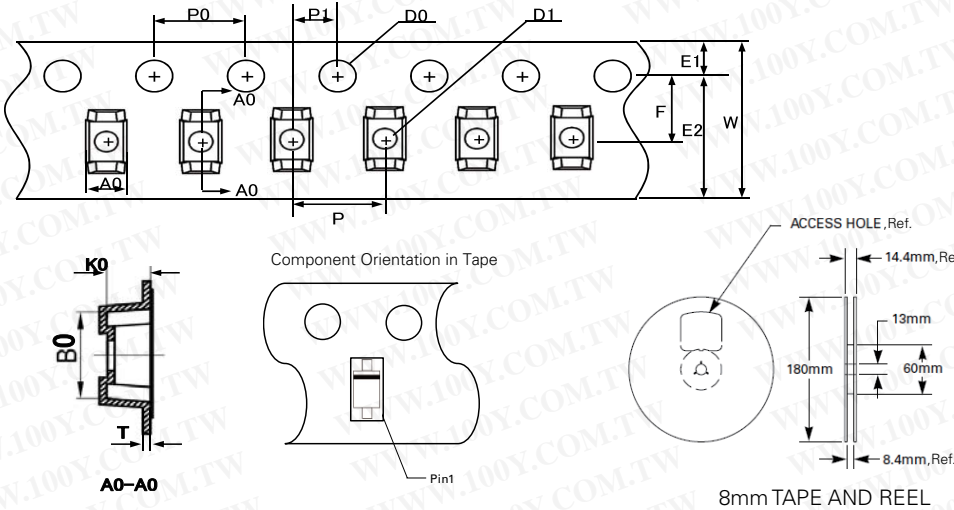 P0
P1
D0
D1
E1
A0
F
E2
W
A0
A0
P
ACCESS HOLE,Ref.
K0
Component Orientation in Tape
14.4mm,Re
13mm
B0
180mm
60mm
T
8.4mm,Ref.
Pin1
A0-A0
8mm TAPE AND REEL
WWW.100Y.COM.TW